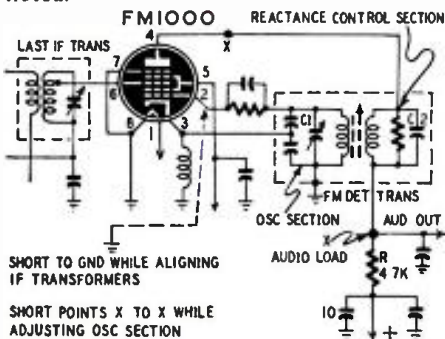 FM1000
REACTANCE CONTROL SECTION
LAST IF TRANS
4
X
7
6
5
2
1
3
8
C1
C2
OSC SECTION
FM DET TRANS
AUD OUT
X
AUDIO LOAD
R
4.7K
10
+
SHORT TO GND WHILE ALIGNING
IF TRANSFORMERS
SHORT POINTS X TO X WHILE
ADJUSTING OSC SECTION